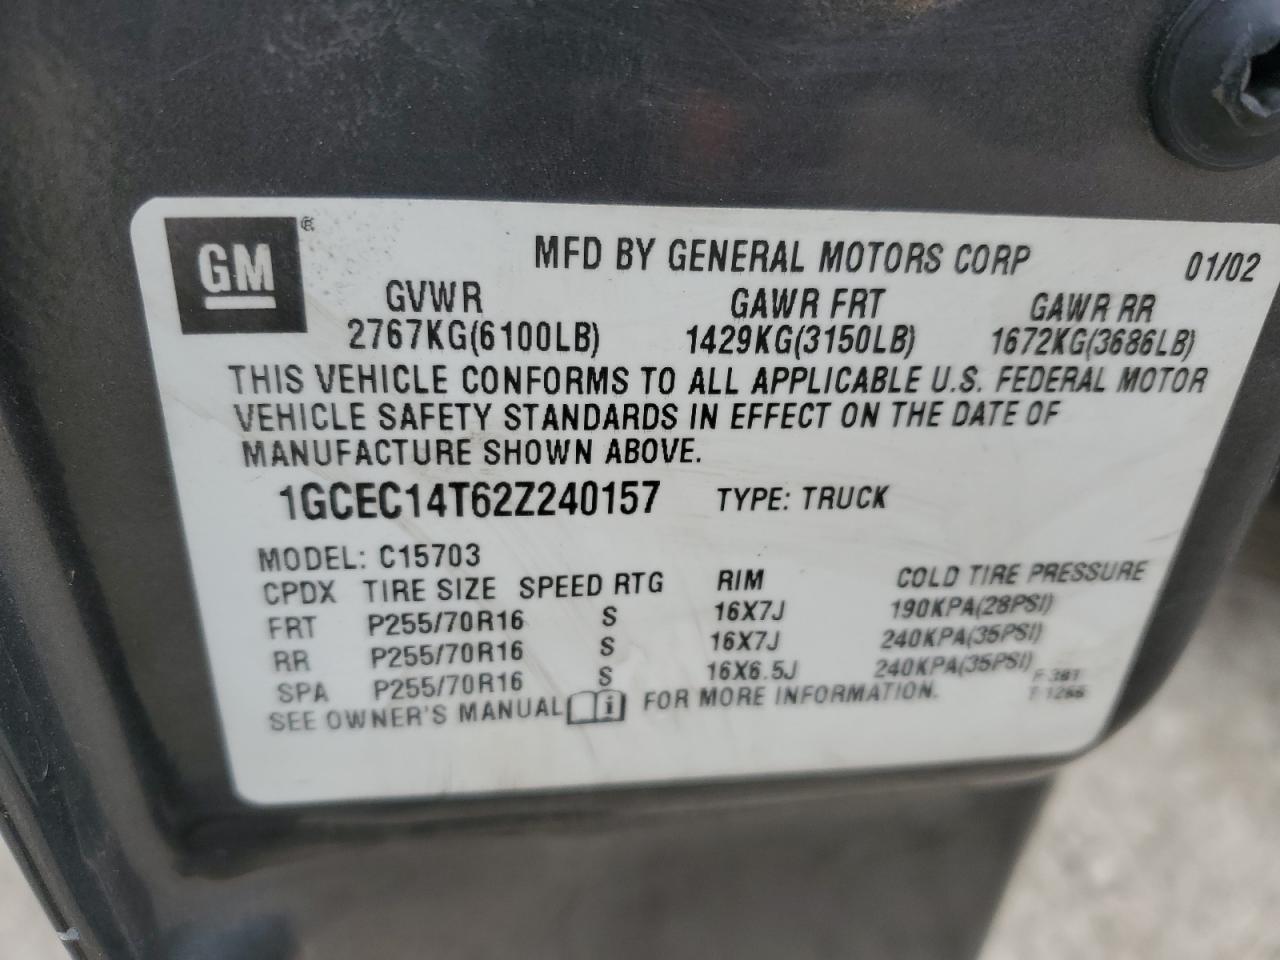 GM ®
MFD BY GENERAL MOTORS CORP 01/02
GVWR GAWR FRT GAWR RR
2767KG(6100LB) 1429KG(3150LB) 1672KG(3686LB)
THIS VEHICLE CONFORMS TO ALL APPLICABLE U.S. FEDERAL MOTOR
VEHICLE SAFETY STANDARDS IN EFFECT ON THE DATE OF
MANUFACTURE SHOWN ABOVE.
1GCEC14T62Z240157 TYPE: TRUCK
MODEL: C15703
CPDX TIRE SIZE SPEED RTG RIM COLD TIRE PRESSURE
FRT P255/70R16 S 16X7J 190KPA(28PSI)
RR P255/70R16 S 16X7J 240KPA(35PSI)
SPA P255/70R16 S 16X6.5J 240KPA(35PSI)
SEE OWNER'S MANUAL i FOR MORE INFORMATION.